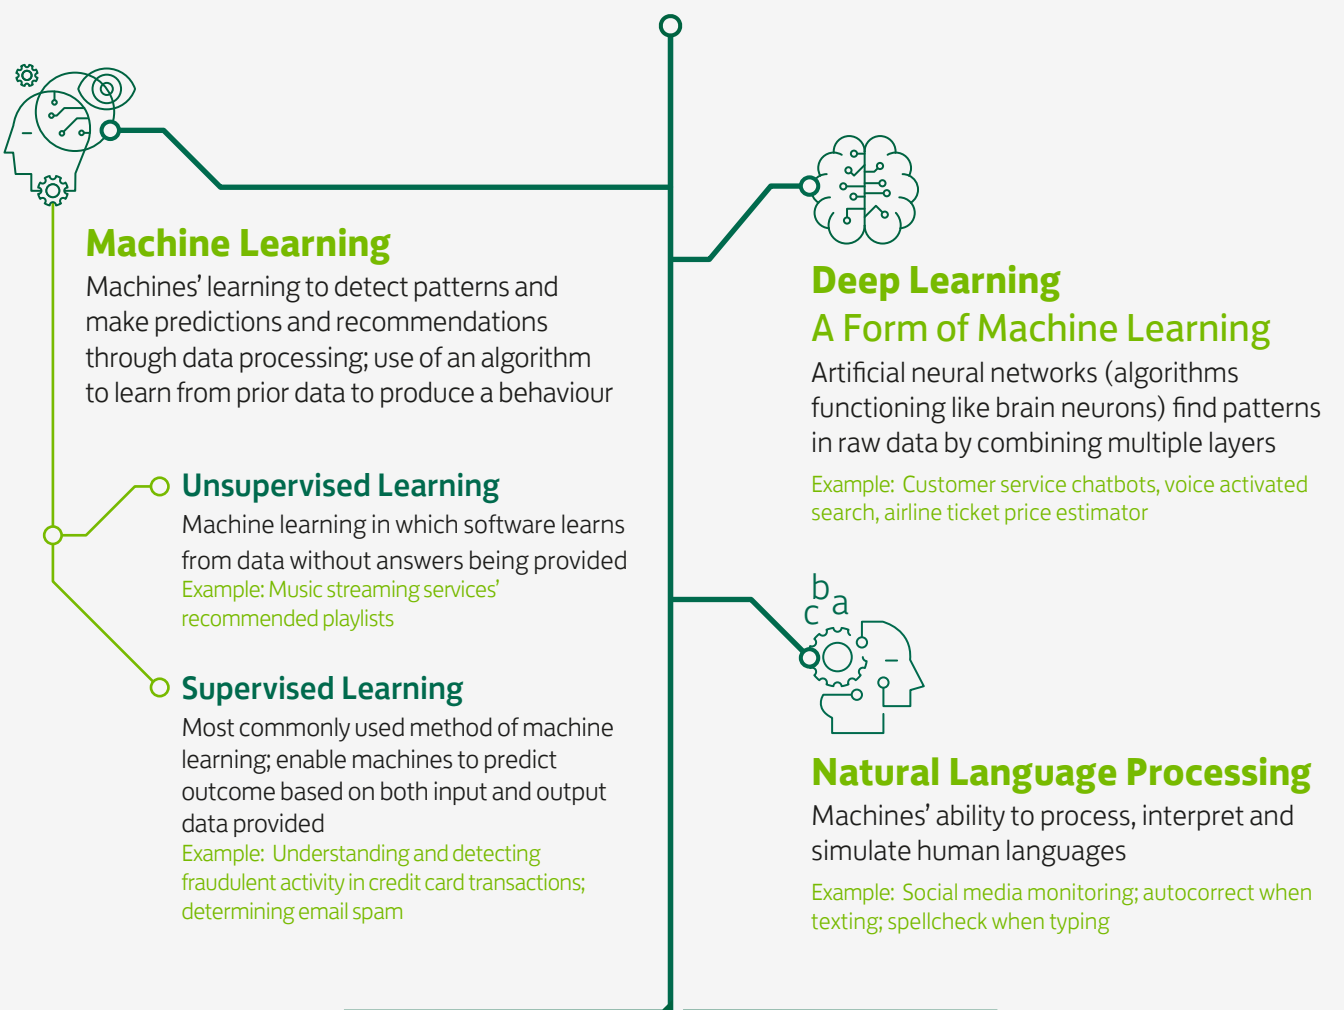 Machine Learning
Machines’ learning to detect patterns and
make predictions and recommendations
through data processing; use of an algorithm
to learn from prior data to produce a behaviour
Unsupervised Learning
Machine learning in which software learns
from data without answers being provided
Example: Music streaming services’
recommended playlists
Supervised Learning
Most commonly used method of machine
learning; enable machines to predict
outcome based on both input and output
data provided
Example: Understanding and detecting
fraudulent activity in credit card transactions;
determining email spam
Deep Learning
A Form of Machine Learning
Artificial neural networks (algorithms
functioning like brain neurons) find patterns
in raw data by combining multiple layers
Example: Customer service chatbots, voice activated
search, airline ticket price estimator
b
c a
Natural Language Processing
Machines’ ability to process, interpret and
simulate human languages
Example: Social media monitoring; autocorrect when
texting; spellcheck when typing